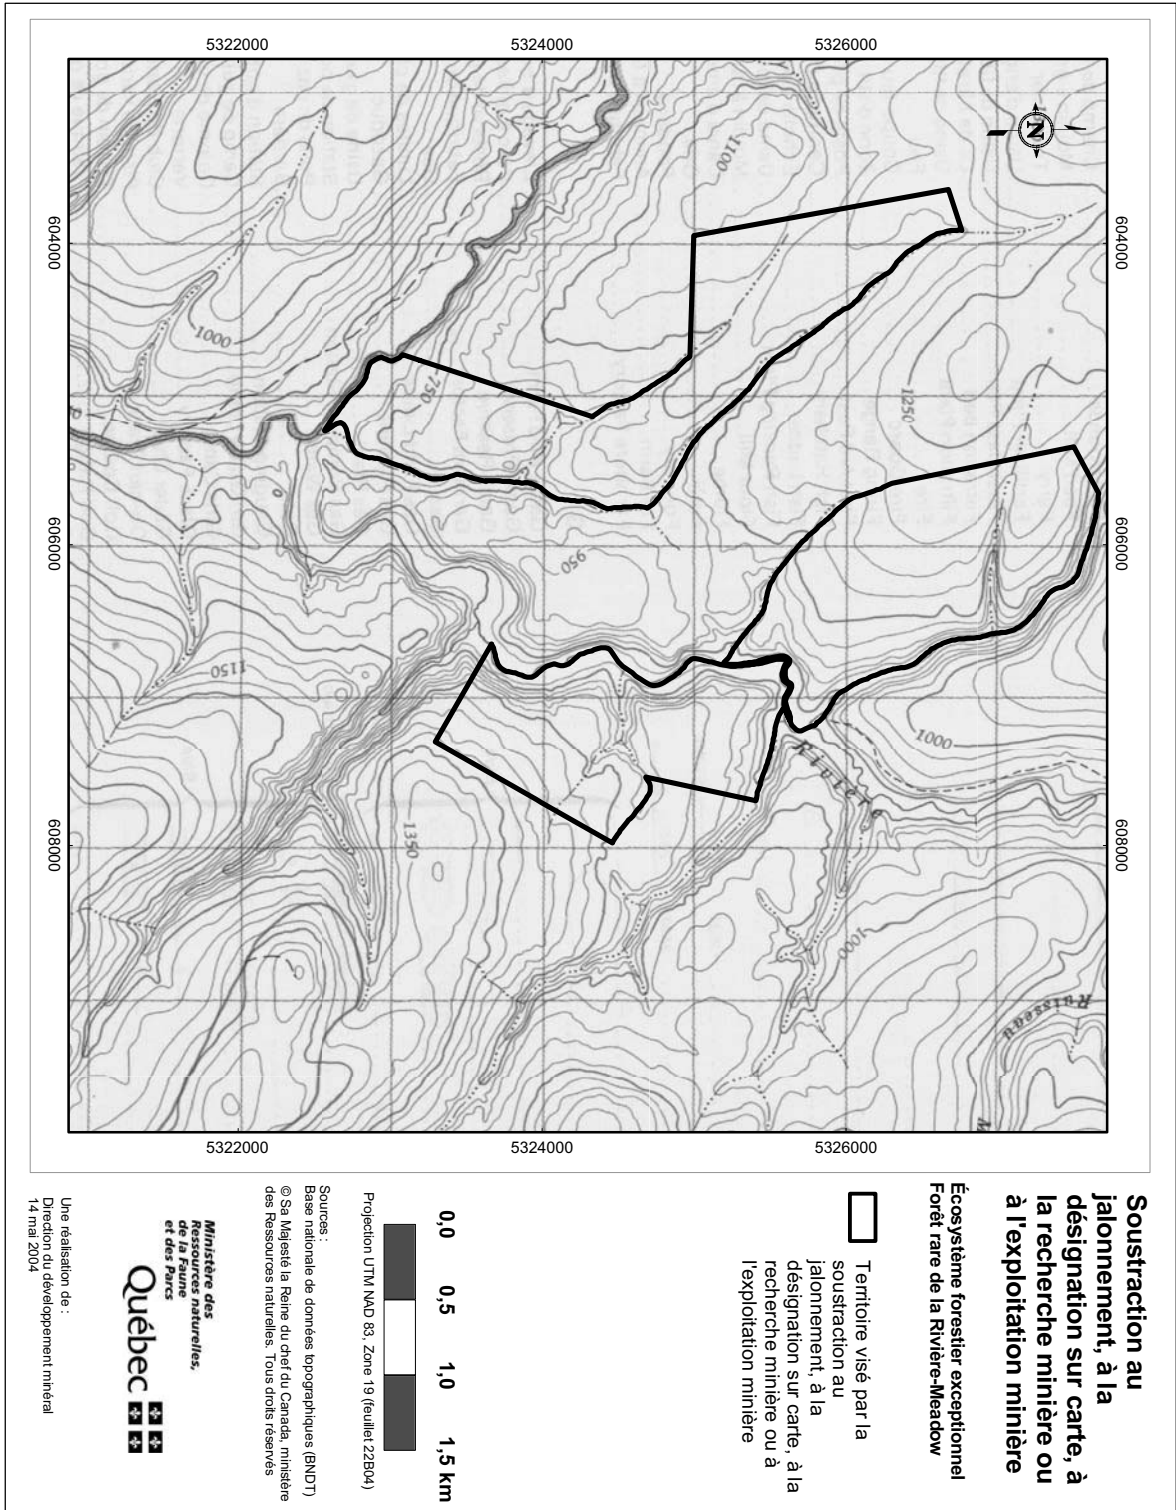 Soustraction au
jalonnement, à la
désignation sur carte, à
la recherche minière ou
à l'exploitation minière
Écosystème forestier exceptionnel
Forêt rare de la Rivière-Meadow
Territoire visé par la
soustraction au
jalonnement, à la
désignation sur carte, à la
recherche minière ou à
l'exploitation minière
0,0 0,5 1,0 1,5 km
Projection UTM NAD 83, Zone 19 (feuillet 22B04)
Sources :
Base nationale de données topographiques (BNDT)
© Sa Majesté la Reine du chef du Canada, ministère
des Ressources naturelles. Tous droits réservés
Ministère des
Ressources naturelles,
de la Faune
et des Parcs
Québec
Une réalisation de :
Direction du développement minéral
14 mai 2004
604000
606000
608000
604000
606000
608000
5326000
5324000
5322000
5326000
5324000
5322000
N
1100
1250
1000
750
950
1150
1000
1350
1000
Rivière
Ruisseau
M